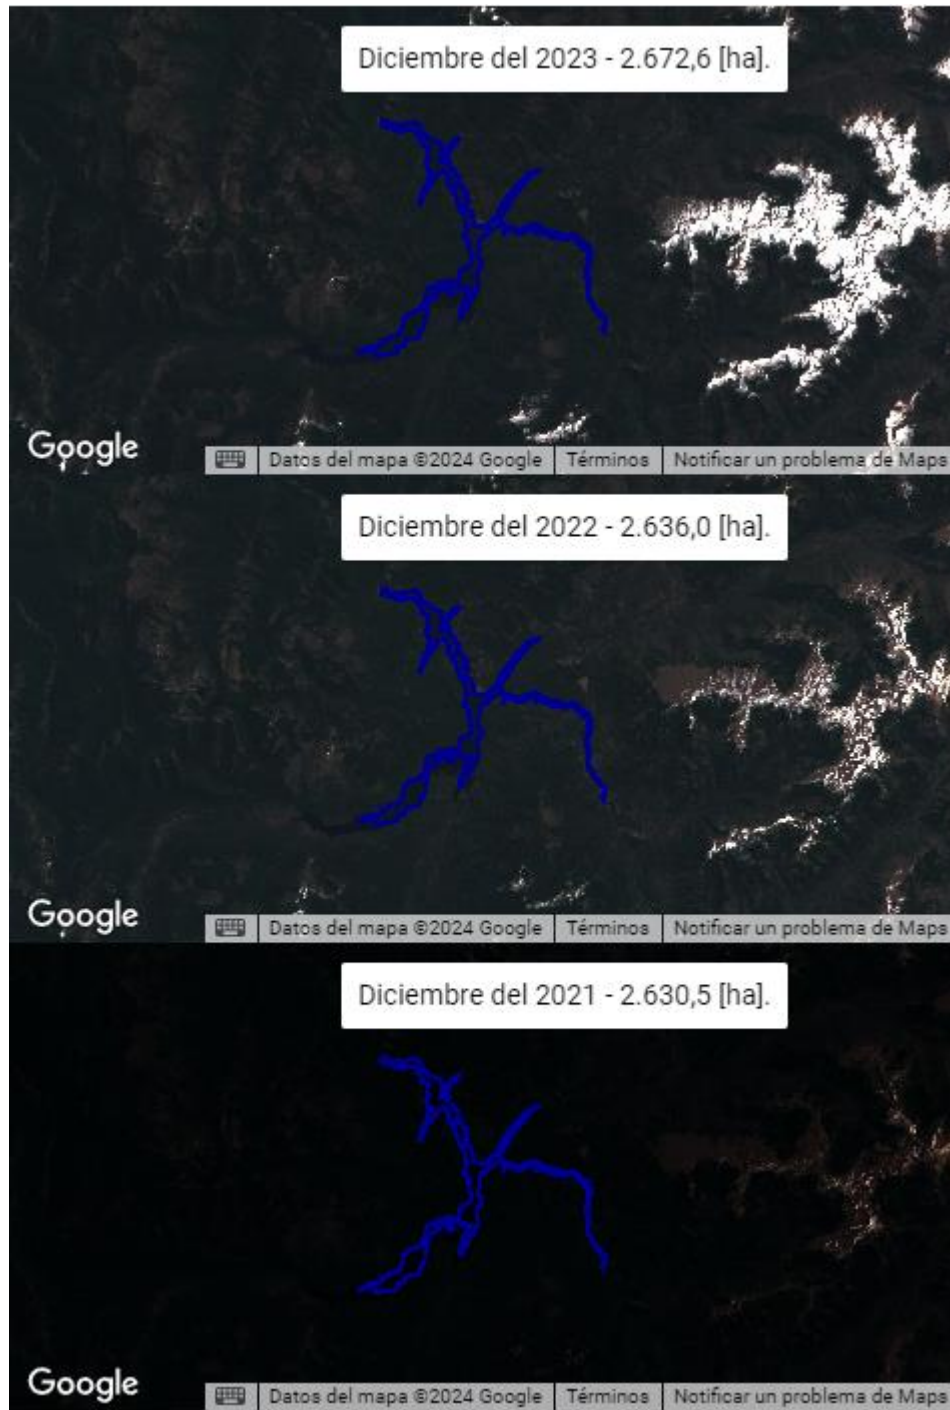 Diciembre del 2023 - 2.672,6 [ha].
Google
Datos del mapa ©2024 Google
Términos
Notificar un problema de Maps
Diciembre del 2022 - 2.636,0 [ha].
Google
Datos del mapa ©2024 Google
Términos
Notificar un problema de Maps
Diciembre del 2021 - 2.630,5 [ha].
Google
Datos del mapa ©2024 Google
Términos
Notificar un problema de Maps